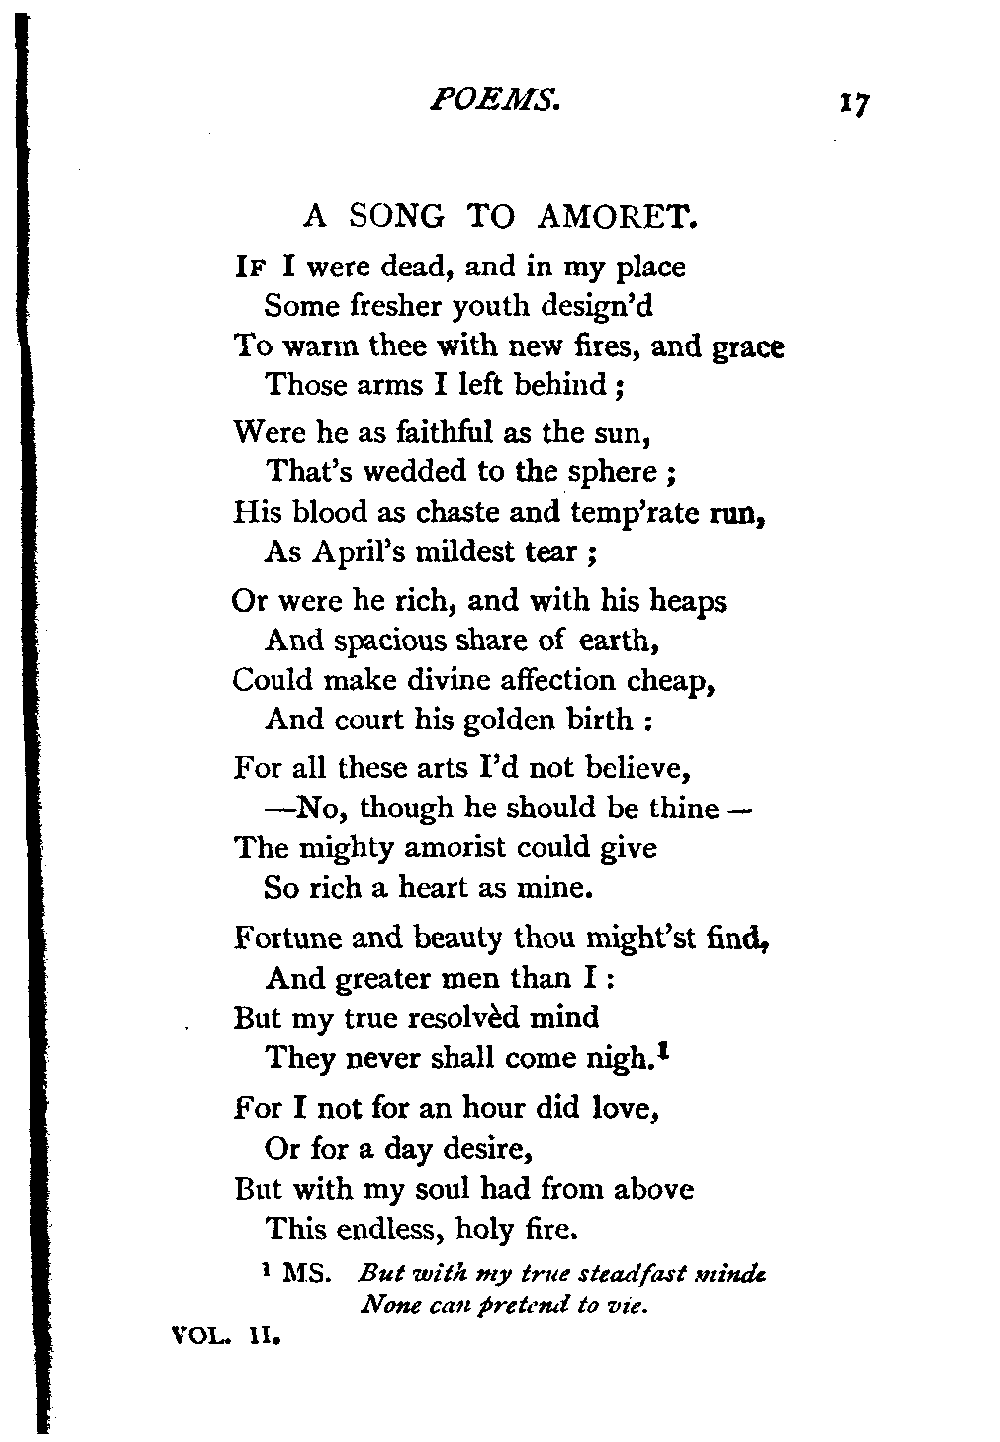 POEMS. 17
A SONG TO AMORET.
IF I were dead, and in my place
Some fresher youth design'd
To warm thee with new fires, and grace
Those arms I left behind ;
Were he as faithful as the sun,
That's wedded to the sphere ;
His blood as chaste and temp'rate run,
As April's mildest tear ;
Or were he rich, and with his heaps
And spacious share of earth,
Could make divine affection cheap,
And court his golden birth :
For all these arts I'd not believe,
—No, though he should be thine—
The mighty amorist could give
So rich a heart as mine.
Fortune and beauty thou might'st find,
And greater men than I :
But my true resolvèd mind
They never shall come nigh.¹
For I not for an hour did love,
Or for a day desire,
But with my soul had from above
This endless, holy fire.
¹ MS. But with my true steadfast minde
None can pretend to vie.
VOL. II.